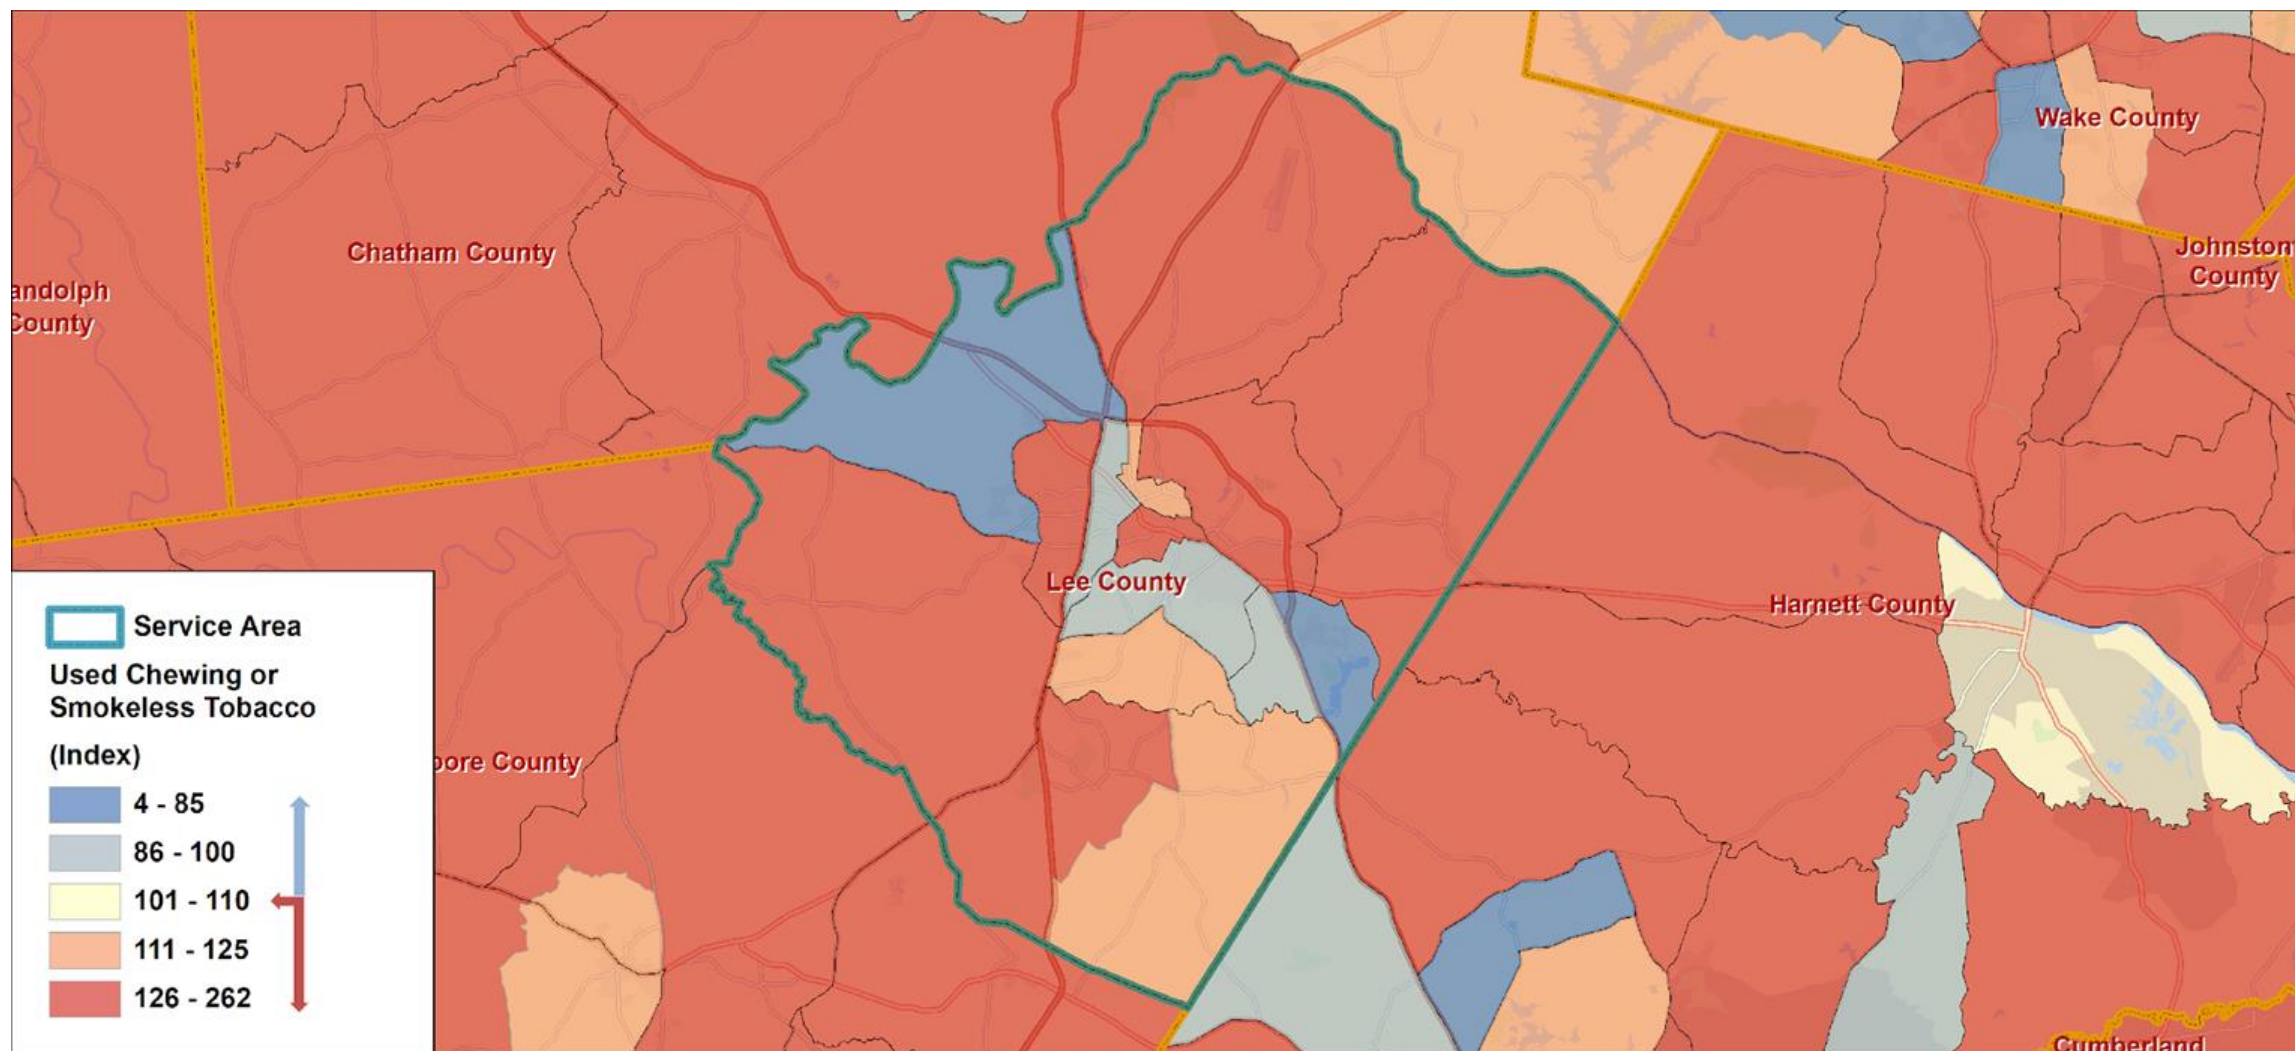 Wake County
Chatham County
Johnston
County
andolph
County
Lee County
Harnett County
oore County
Cumberland
Service Area
Used Chewing or
Smokeless Tobacco
(Index)
4 - 85
86 - 100
101 - 110
111 - 125
126 - 262